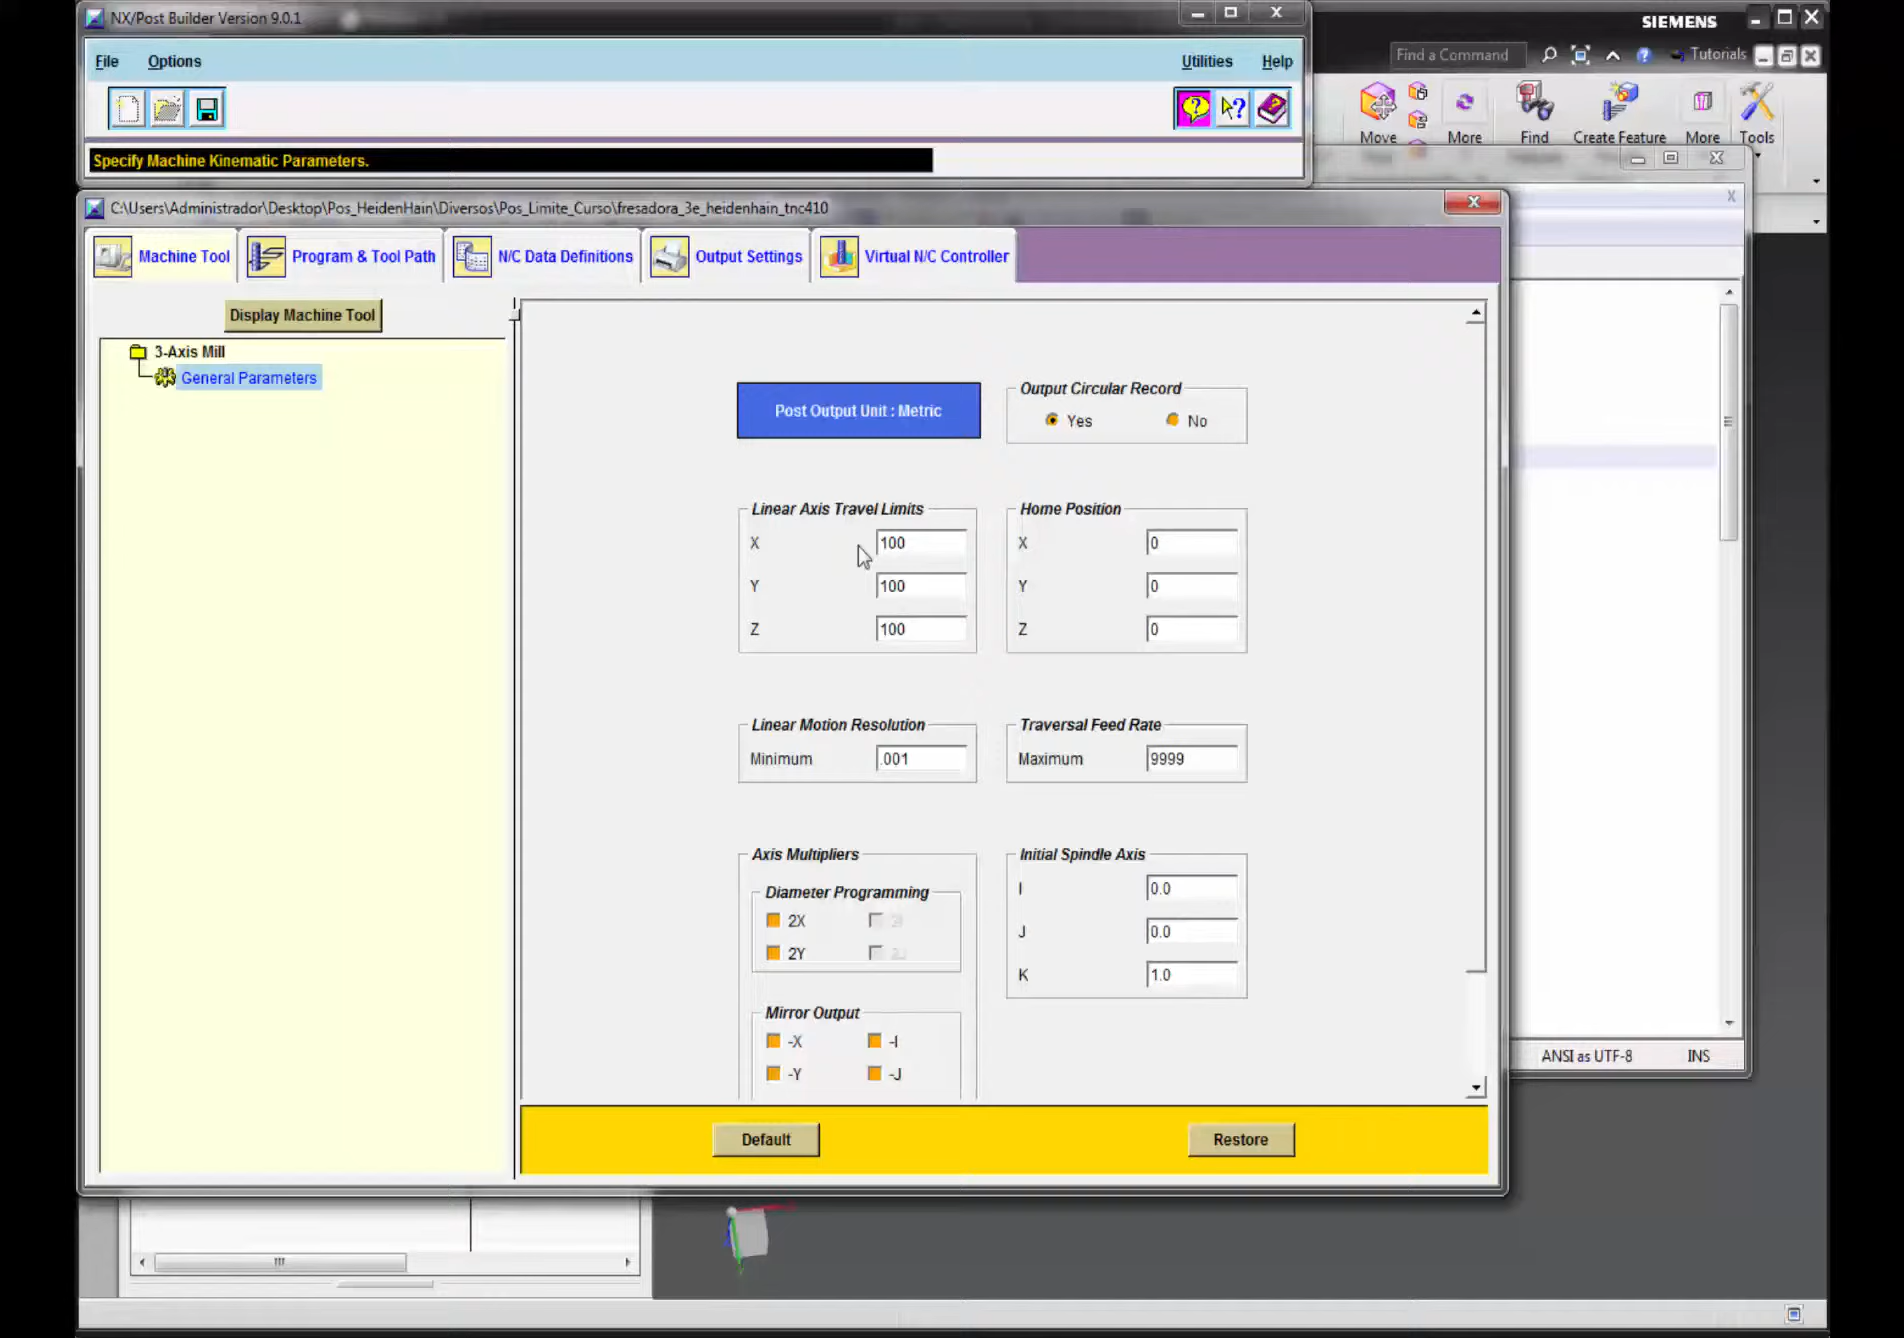 NX/Post Builder Version 9.0.1
SIEMENS
File Options Utilities Help
Find a Command Tutorials
Move More Find Create Feature More Tools
Specify Machine Kinematic Parameters.
C:\Users\Administrador\Desktop\Pos_HeidenHain\Diversos\Pos_Limite_Curso\fresadora_3e_heidenhain_tnc410
Machine Tool Program & Tool Path N/C Data Definitions Output Settings Virtual N/C Controller
Display Machine Tool
3-Axis Mill
General Parameters
Post Output Unit : Metric
Output Circular Record
Yes No
Linear Axis Travel Limits
X 100
Y 100
Z 100
Home Position
X 0
Y 0
Z 0
Linear Motion Resolution
Minimum .001
Traversal Feed Rate
Maximum 9999
Axis Multipliers
Diameter Programming
2X
2Y
Mirror Output
-X -I
-Y -J
Initial Spindle Axis
I 0.0
J 0.0
K 1.0
Default Restore
ANSI as UTF-8 INS